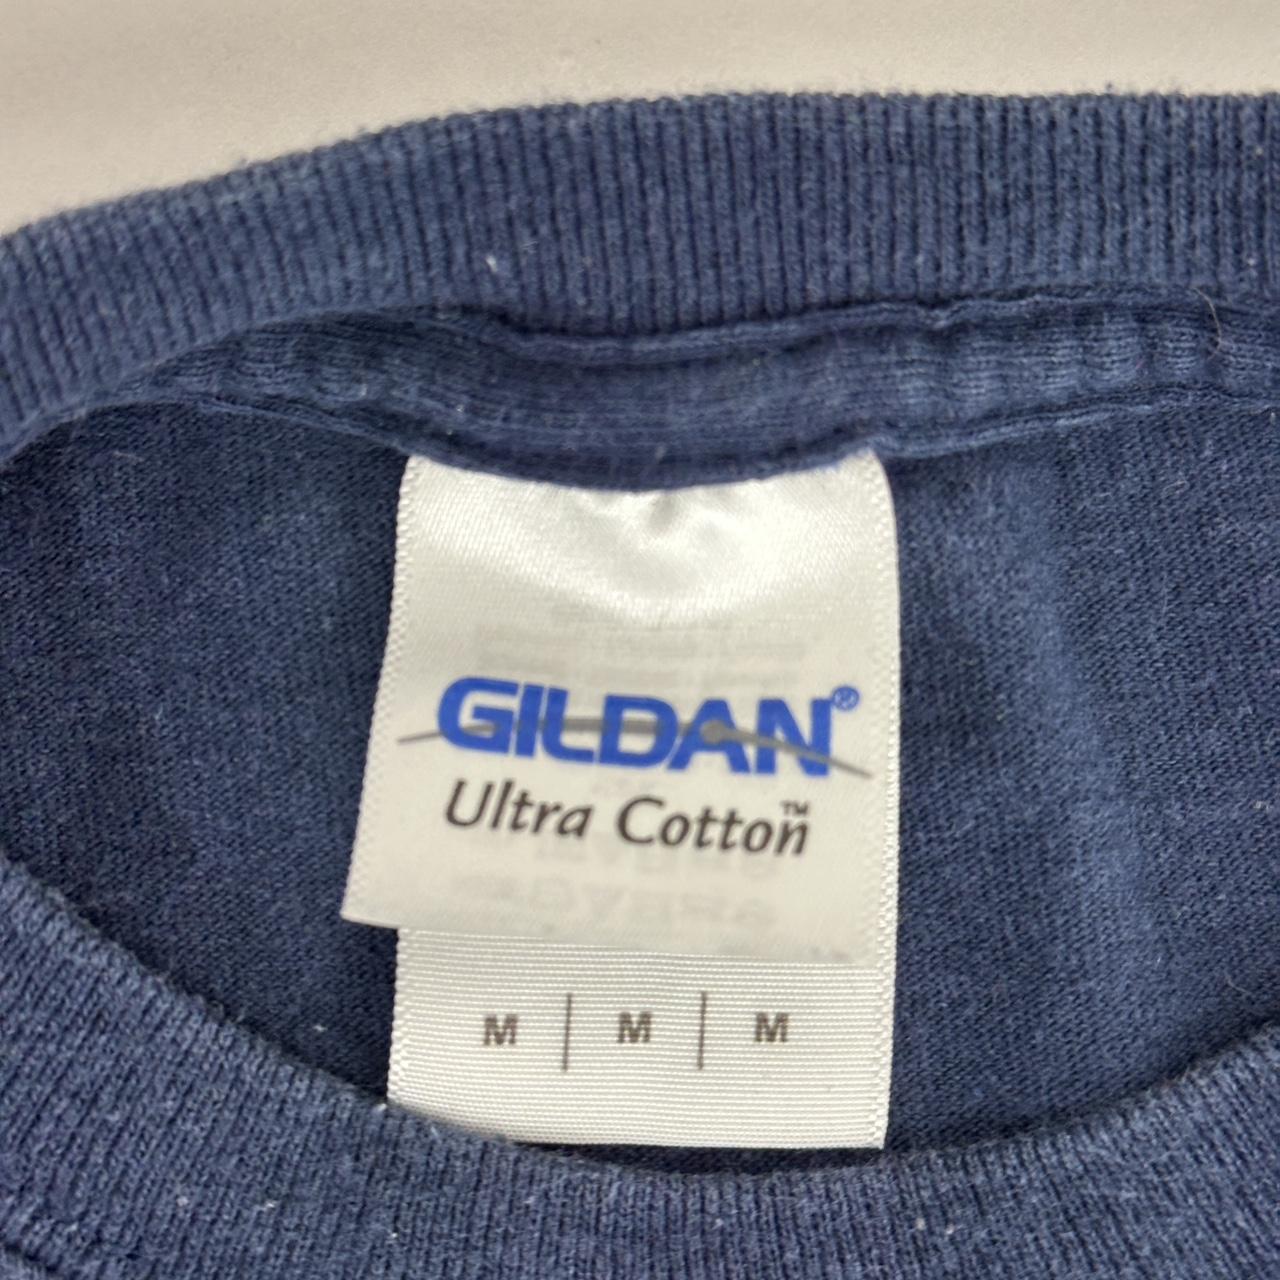 GILDAN®
Ultra Cotton™
M | M | M